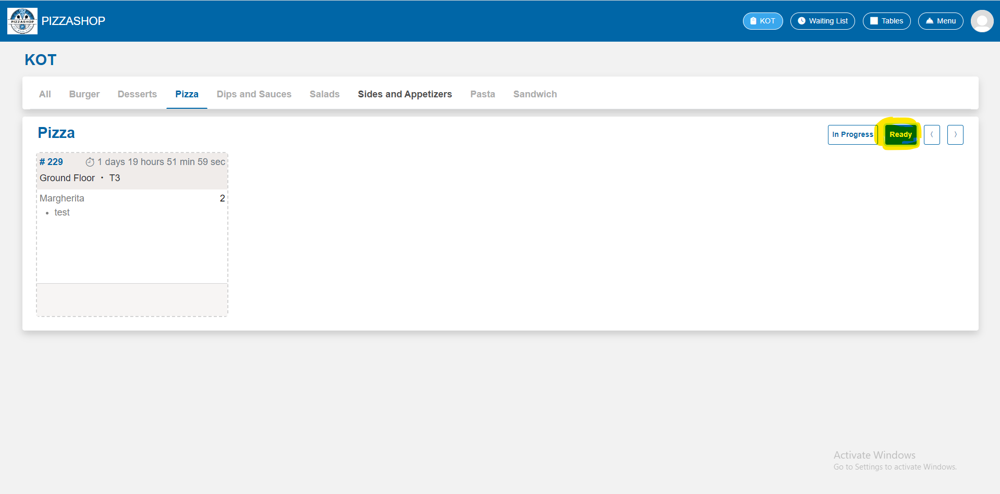 PIZZASHOP
PIZZASHOP
KOT
Waiting List
Tables
Menu
KOT
All
Burger
Desserts
Pizza
Dips and Sauces
Salads
Sides and Appetizers
Pasta
Sandwich
Pizza
In Progress
Ready
# 229
1 days 19 hours 51 min 59 sec
Ground Floor • T3
Margherita 2
• test
Activate Windows
Go to Settings to activate Windows.